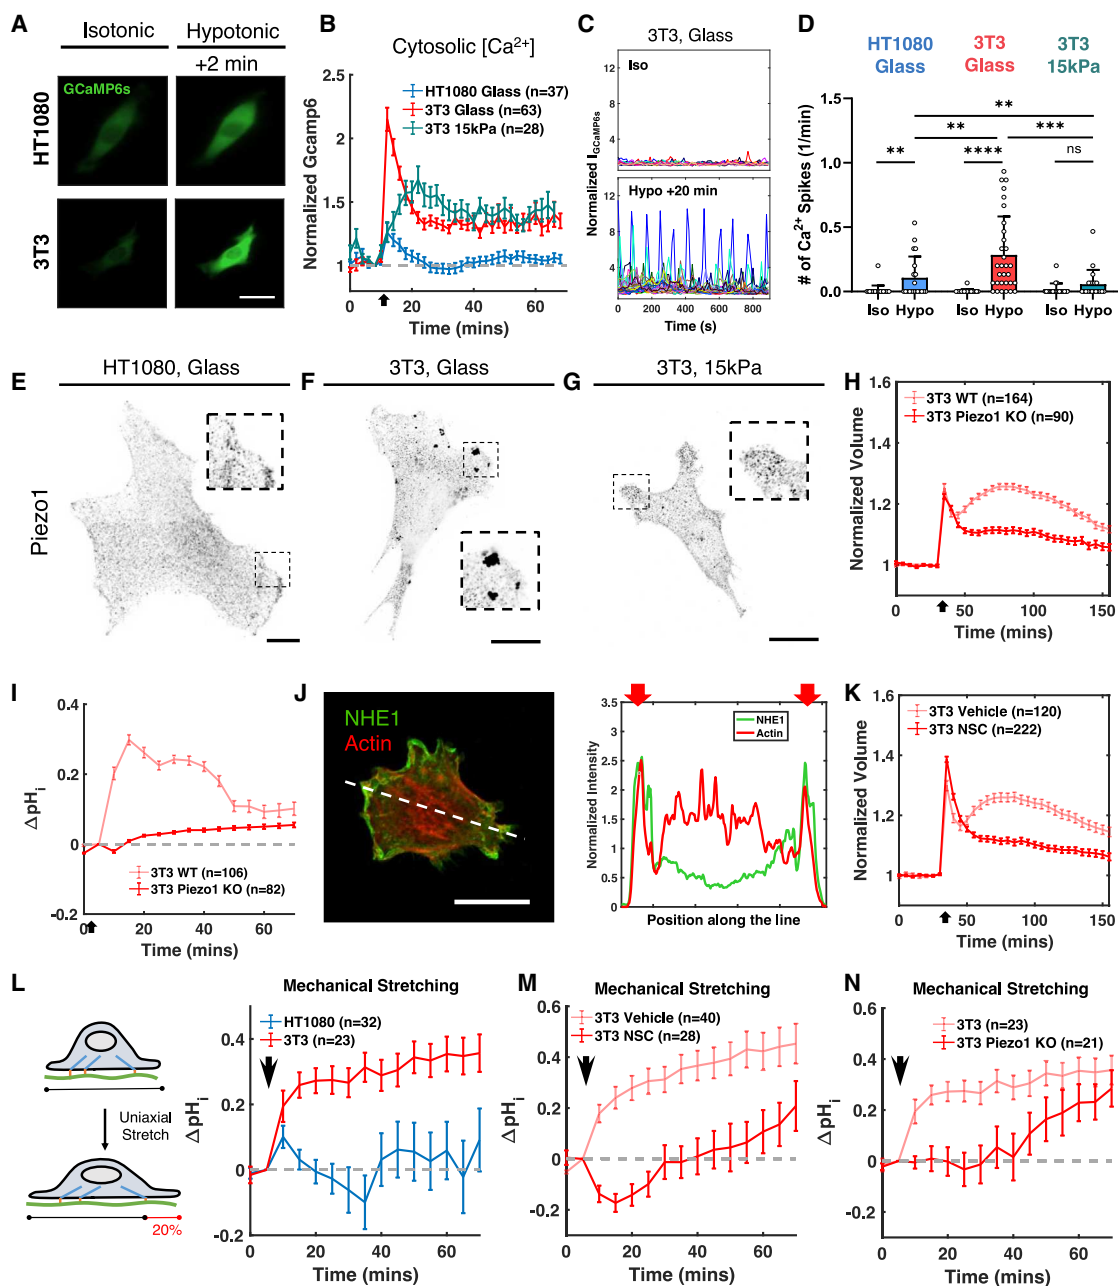 A
Isotonic
Hypotonic
+2 min
GCaMP6s
HT1080
3T3
B
Cytosolic [Ca²⁺]
HT1080 Glass (n=37)
3T3 Glass (n=63)
3T3 15kPa (n=28)
Normalized Gcamp6
2.5
2
1.5
1
0
20
40
60
Time (mins)
C
3T3, Glass
Iso
Hypo +20 min
Normalized I_GCaMP6s
12
8
4
0
12
8
4
0
0
200
400
600
800
Time (s)
D
HT1080
Glass
3T3
Glass
3T3
15kPa
# of Ca²⁺ Spikes (1/min)
1.5
1.0
0.5
0.0
**
**
***
**
****
ns
Iso
Hypo
Iso
Hypo
Iso
Hypo
E
HT1080, Glass
Piezo1
F
3T3, Glass
G
3T3, 15kPa
H
3T3 WT (n=164)
3T3 Piezo1 KO (n=90)
Normalized Volume
1.6
1.4
1.2
1
0
50
100
150
Time (mins)
I
ΔpHᵢ
0.4
0.2
0
-0.2
3T3 WT (n=106)
3T3 Piezo1 KO (n=82)
0
20
40
60
Time (mins)
J
NHE1
Actin
NHE1
Actin
Normalized Intensity
3.5
3
2.5
2
1.5
1
0.5
0
Position along the line
K
3T3 Vehicle (n=120)
3T3 NSC (n=222)
Normalized Volume
1.6
1.4
1.2
1
0
50
100
150
Time (mins)
L
Uniaxial
Stretch
20%
Mechanical Stretching
HT1080 (n=32)
3T3 (n=23)
ΔpHᵢ
0.4
0.2
0
-0.2
0
20
40
60
Time (mins)
M
Mechanical Stretching
3T3 Vehicle (n=40)
3T3 NSC (n=28)
ΔpHᵢ
0.6
0.4
0.2
0
-0.2
-0.4
0
20
40
60
Time (mins)
N
Mechanical Stretching
3T3 (n=23)
3T3 Piezo1 KO (n=21)
ΔpHᵢ
0.6
0.4
0.2
0
-0.2
0
20
40
60
Time (mins)